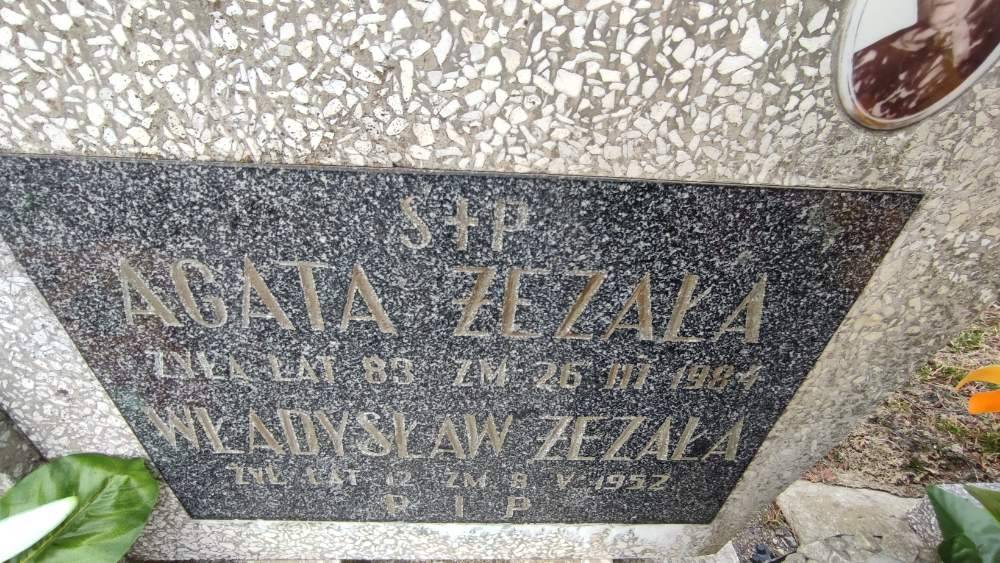 Ś+P
AGATA ŻEZAŁA
ŻYŁA LAT 83 ZM 26 III 1984
WŁADYSŁAW ŻEZAŁA
ŻYŁ LAT 12 ZM 8 V 1952
R I P